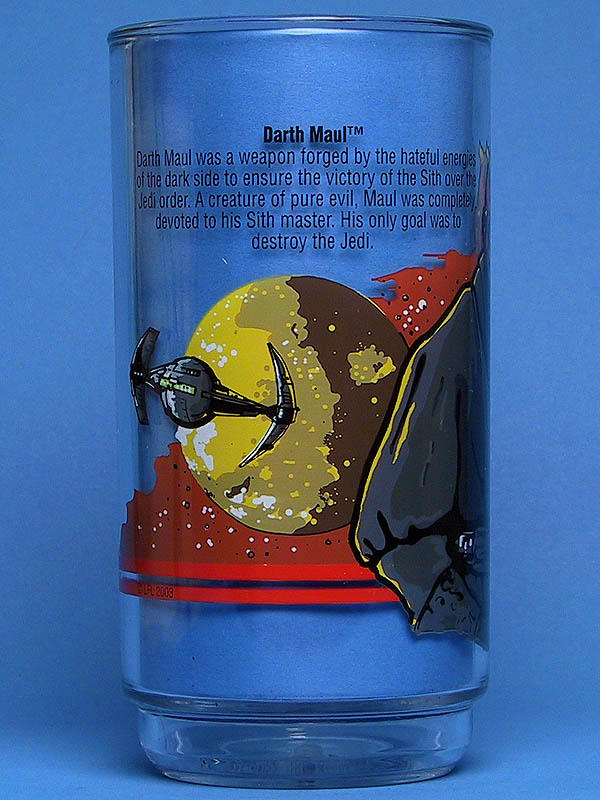 Darth Maul™
Darth Maul was a weapon forged by the hateful energies
of the dark side to ensure the victory of the Sith over the
Jedi order. A creature of pure evil, Maul was completely
devoted to his Sith master. His only goal was to
destroy the Jedi.
© LFL 2003